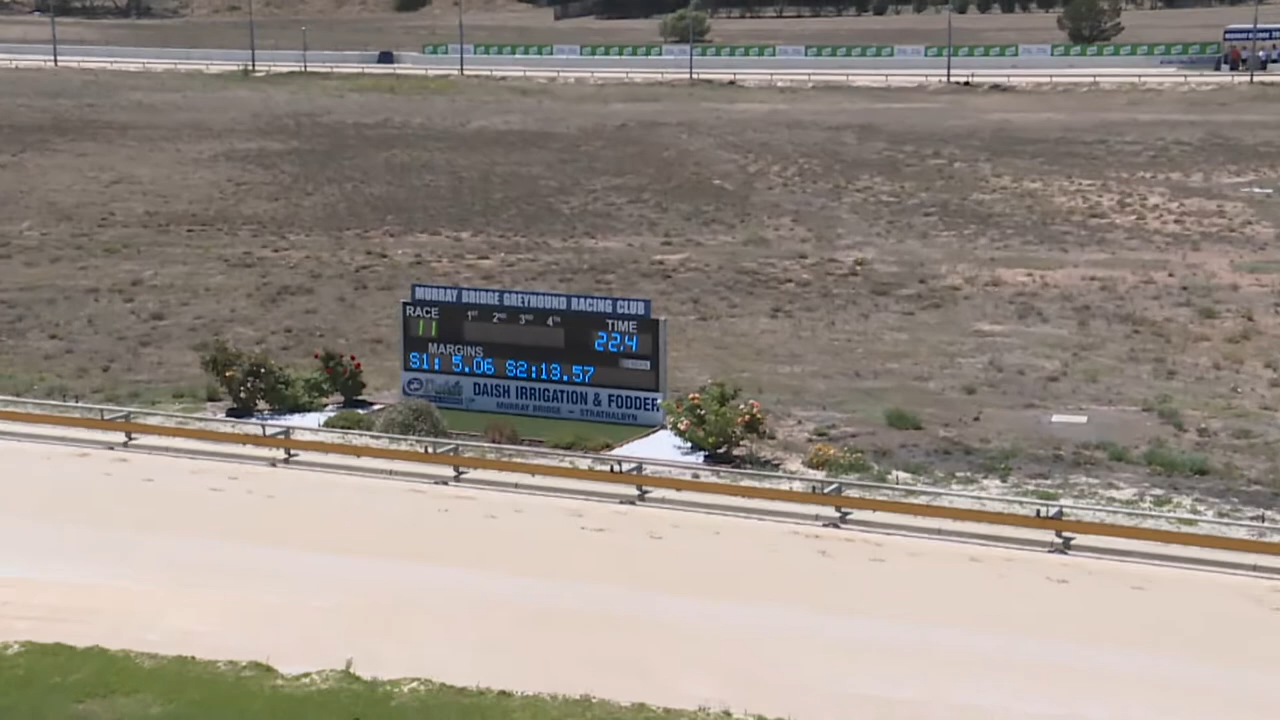 MURRAY BRIDGE GREYHOUND RACING CLUB
RACE 1ST 2ND 3RD 4TH TIME
11 22.4
MARGINS
S1: 5.06 S2:13.57
DAISH IRRIGATION & FODDER
MURRAY BRIDGE — STRATHALBYN